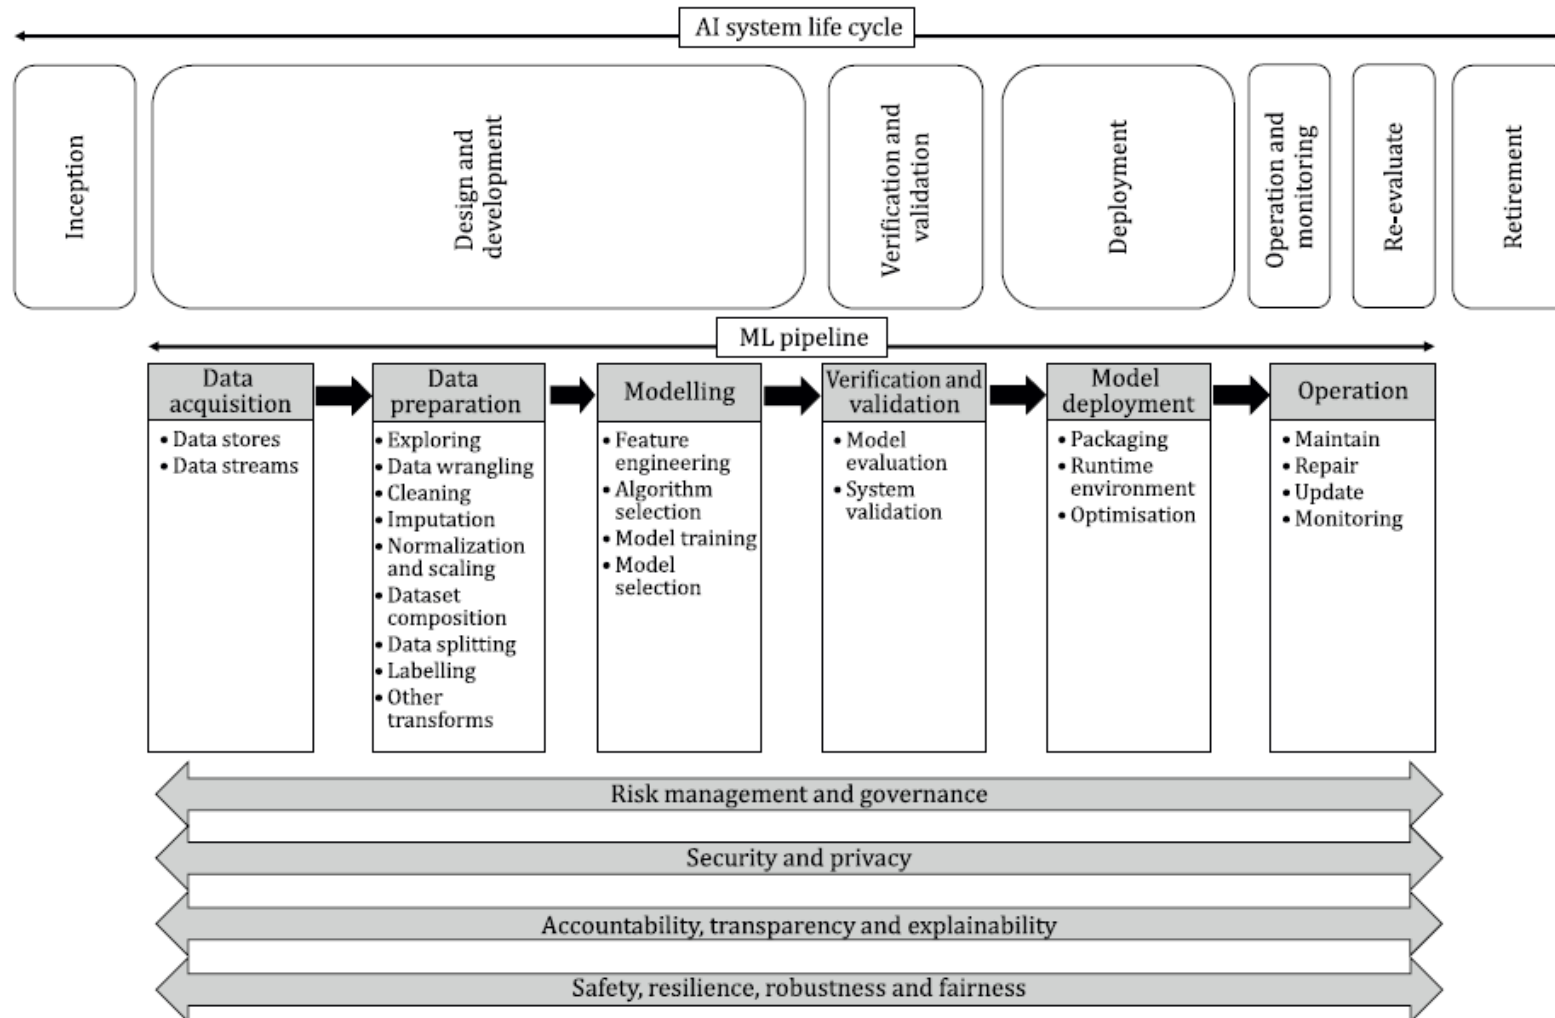 AI system life cycle
Inception
Design and
development
Verification and
validation
Deployment
Operation and
monitoring
Re-evaluate
Retirement
ML pipeline
Data
acquisition
• Data stores
• Data streams
Data
preparation
• Exploring
• Data wrangling
• Cleaning
• Imputation
• Normalization
and scaling
• Dataset
composition
• Data splitting
• Labelling
• Other
transforms
Modelling
• Feature
engineering
• Algorithm
selection
• Model training
• Model
selection
Verification and
validation
• Model
evaluation
• System
validation
Model
deployment
• Packaging
• Runtime
environment
• Optimisation
Operation
• Maintain
• Repair
• Update
• Monitoring
Risk management and governance
Security and privacy
Accountability, transparency and explainability
Safety, resilience, robustness and fairness